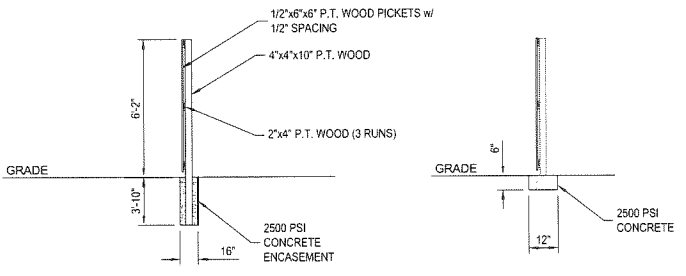 1/2"x6"x6" P.T. WOOD PICKETS w/
1/2" SPACING
4"x4"x10" P.T. WOOD
6'-2"
2"x4" P.T. WOOD (3 RUNS)
GRADE
3'-10"
2500 PSI
CONCRETE
ENCASEMENT
16"
6"
GRADE
2500 PSI
CONCRETE
12"